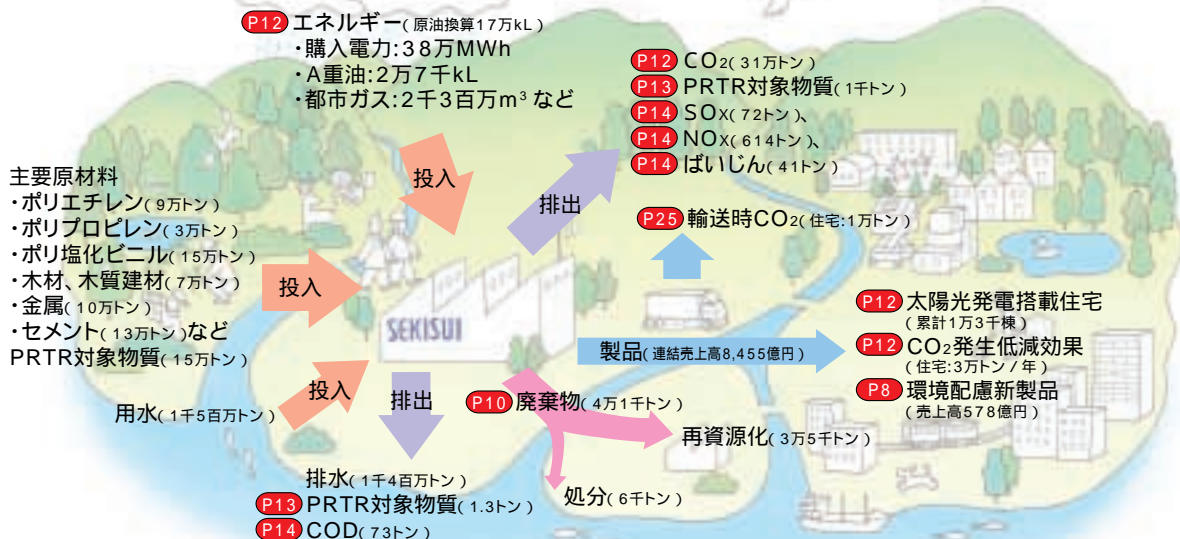 P12 エネルギー(原油換算17万kL)
・購入電力:38万MWh
・A重油:2万7千kL
・都市ガス:2千3百万m³ など
投入
P12 CO₂(31万トン)
P13 PRTR対象物質(1千トン)
P14 SOx(72トン)、
P14 NOx(614トン)、
P14 ばいじん(41トン)
排出
P25 輸送時CO₂(住宅:1万トン)
主要原材料
・ポリエチレン(9万トン)
・ポリプロピレン(3万トン)
・ポリ塩化ビニル(15万トン)
・木材、木質建材(7万トン)
・金属(10万トン)
・セメント(13万トン)など
PRTR対象物質(15万トン)
投入
SEKISUI
製品(連結売上高8,455億円)
P12 太陽光発電搭載住宅
(累計1万3千棟)
P12 CO₂発生低減効果
(住宅:3万トン/年)
P8 環境配慮新製品
(売上高578億円)
用水(1千5百万トン)
投入
排出
P10 廃棄物(4万1千トン)
再資源化(3万5千トン)
処分(6千トン)
排水(1千4百万トン)
P13 PRTR対象物質(1.3トン)
P14 COD(73トン)